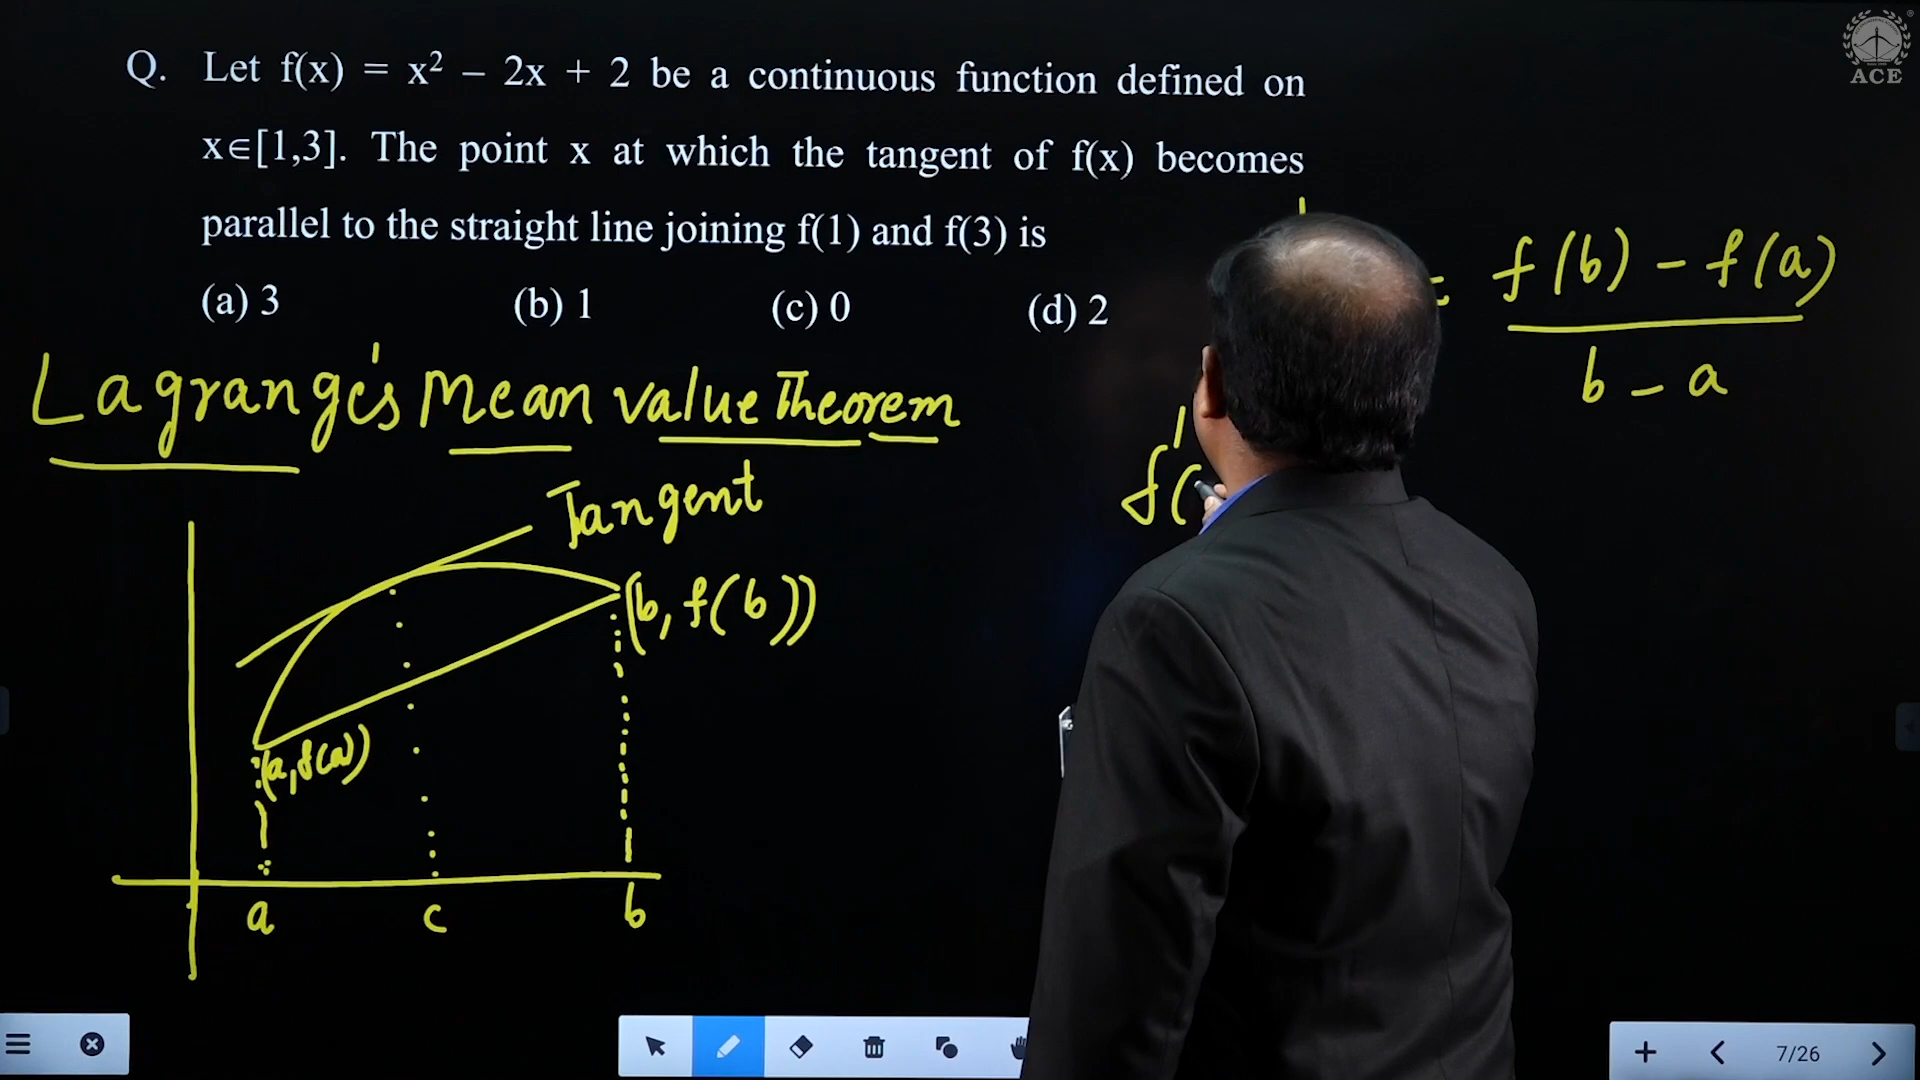 Q. Let f(x) = x² – 2x + 2 be a continuous function defined on
x∈[1,3]. The point x at which the tangent of f(x) becomes
parallel to the straight line joining f(1) and f(3) is
(a) 3 (b) 1 (c) 0 (d) 2
ACE
= f(b) - f(a)
b - a
Lagrange's Mean value Theorem
f'(
Tangent
(b, f(b))
(a, f(a))
a c b
7/26